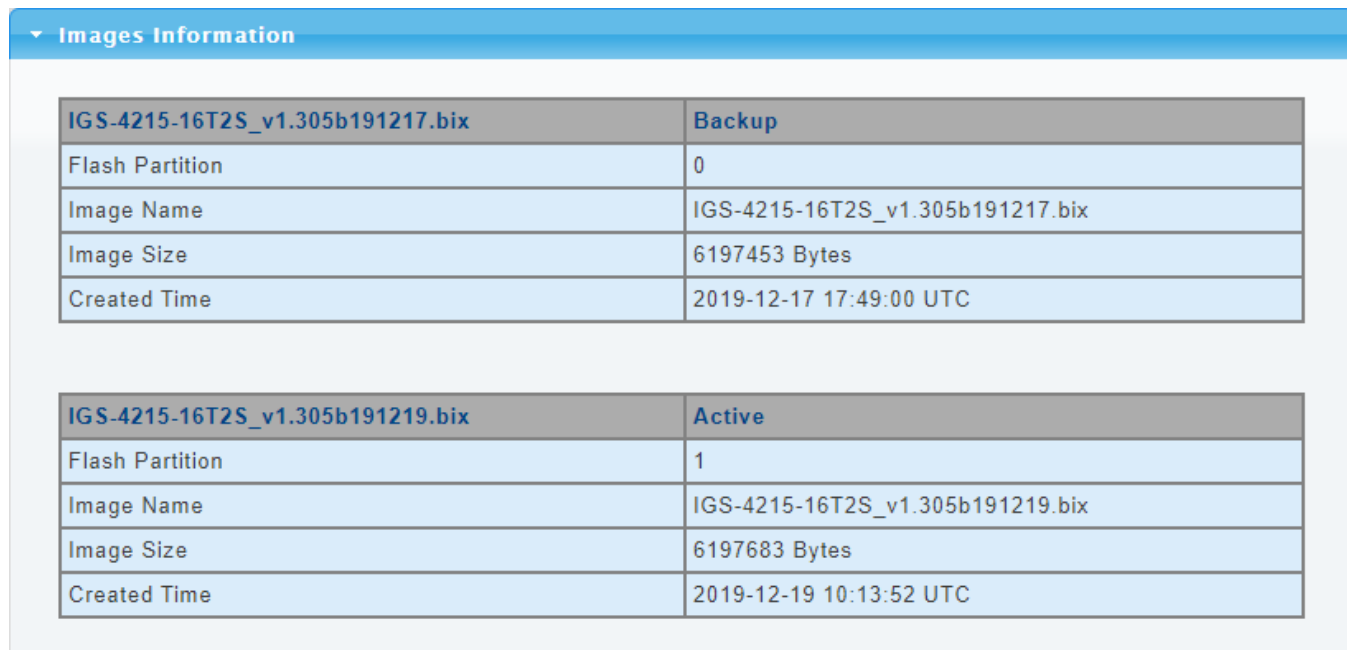 Images Information
IGS-4215-16T2S_v1.305b191217.bix Backup
Flash Partition 0
Image Name IGS-4215-16T2S_v1.305b191217.bix
Image Size 6197453 Bytes
Created Time 2019-12-17 17:49:00 UTC
IGS-4215-16T2S_v1.305b191219.bix Active
Flash Partition 1
Image Name IGS-4215-16T2S_v1.305b191219.bix
Image Size 6197683 Bytes
Created Time 2019-12-19 10:13:52 UTC